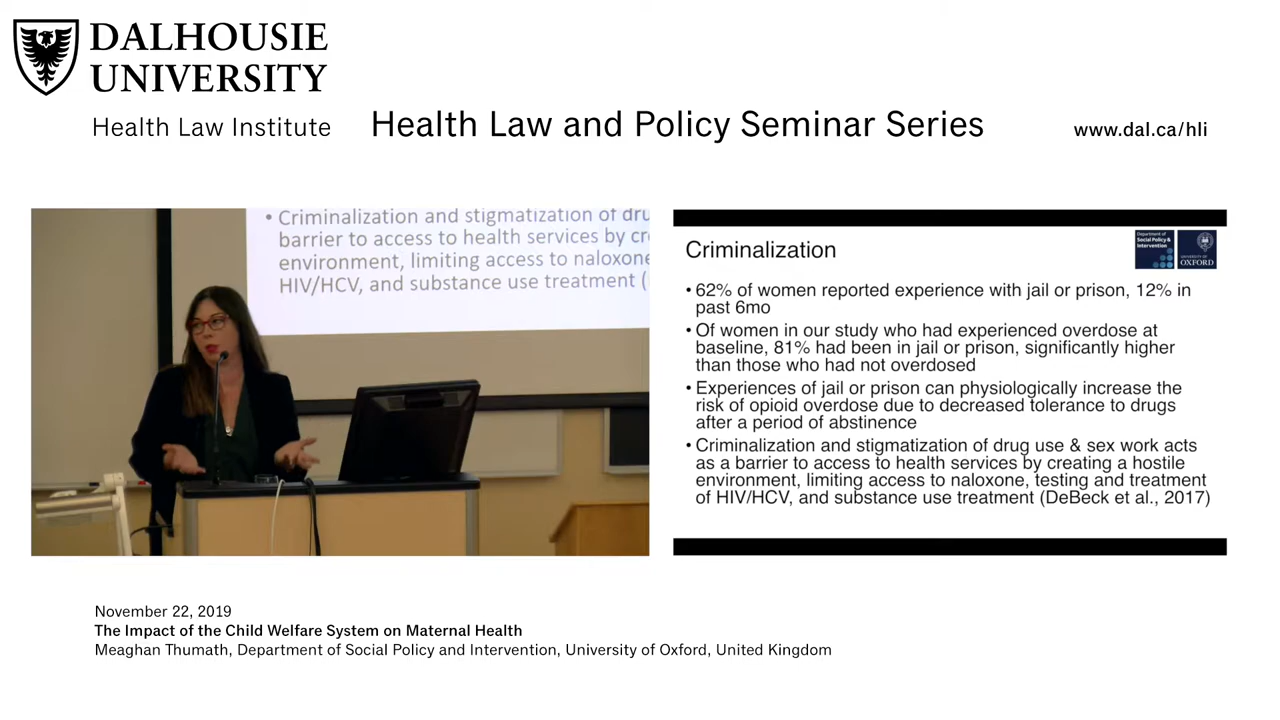 DALHOUSIE
UNIVERSITY
Health Law Institute
Health Law and Policy Seminar Series
www.dal.ca/hli
• Criminalization and stigmatization of dru
barrier to access to health services by cr
environment, limiting access to naloxone
HIV/HCV, and substance use treatment (
Criminalization
Department of
Social Policy &
Intervention
UNIVERSITY OF
OXFORD
• 62% of women reported experience with jail or prison, 12% in
past 6mo
• Of women in our study who had experienced overdose at
baseline, 81% had been in jail or prison, significantly higher
than those who had not overdosed
• Experiences of jail or prison can physiologically increase the
risk of opioid overdose due to decreased tolerance to drugs
after a period of abstinence
• Criminalization and stigmatization of drug use & sex work acts
as a barrier to access to health services by creating a hostile
environment, limiting access to naloxone, testing and treatment
of HIV/HCV, and substance use treatment (DeBeck et al., 2017)
November 22, 2019
The Impact of the Child Welfare System on Maternal Health
Meaghan Thumath, Department of Social Policy and Intervention, University of Oxford, United Kingdom